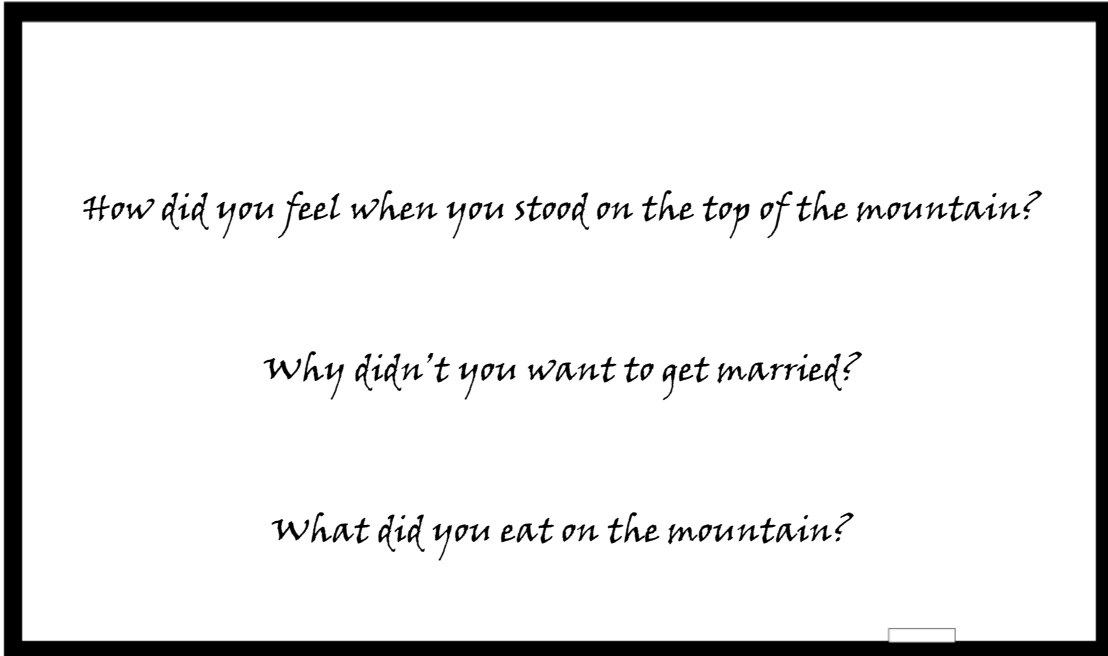 How did you feel when you stood on the top of the mountain?
Why didn't you want to get married?
What did you eat on the mountain?